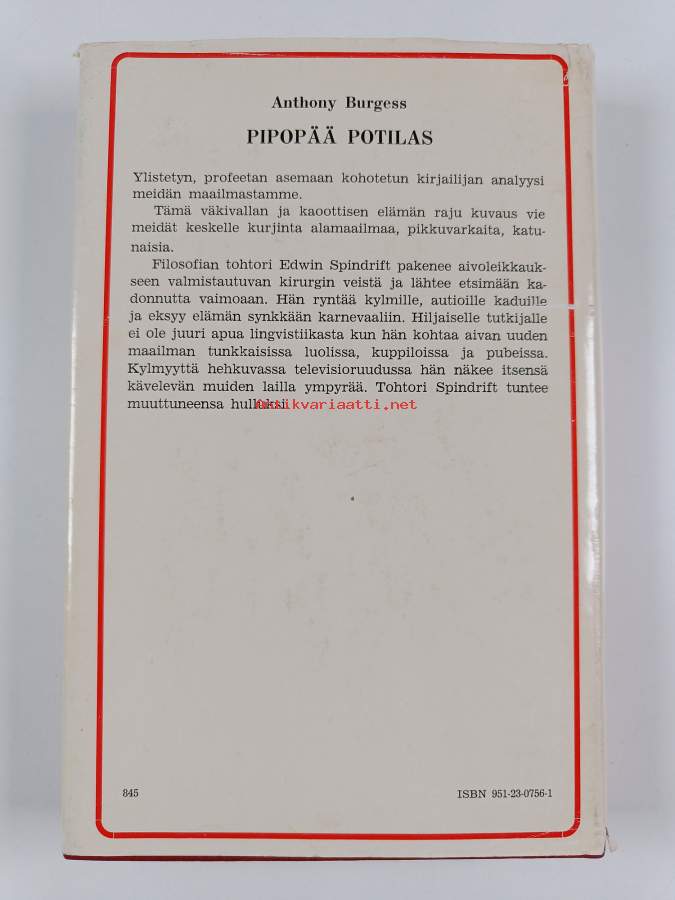 Anthony Burgess
PIPOPÄÄ POTILAS
Ylistetyn, profeetan asemaan kohotetun kirjailijan analyysi
meidän maailmastamme.
Tämä väkivallan ja kaoottisen elämän raju kuvaus vie
meidät keskelle kurjinta alamaailmaa, pikkuvarkaita, katu-
naisia.
Filosofian tohtori Edwin Spindrift pakenee aivoleikkauk-
seen valmistautuvan kirurgin veistä ja lähtee etsimään ka-
donnutta vaimoaan. Hän ryntää kylmille, autioille kaduille
ja eksyy elämän synkkään karnevaaliin. Hiljaiselle tutkijalle
ei ole juuri apua lingvistiikasta kun hän kohtaa aivan uuden
maailman tunkkaisissa luolissa, kuppiloissa ja pubeissa.
Kylmyyttä hehkuvassa televisioruudussa hän näkee itsensä
kävelevän muiden lailla ympyrää. Tohtori Spindrift tuntee
muuttuneensa hulluksi.
Antikvariaatti.net
845
ISBN 951-23-0756-1